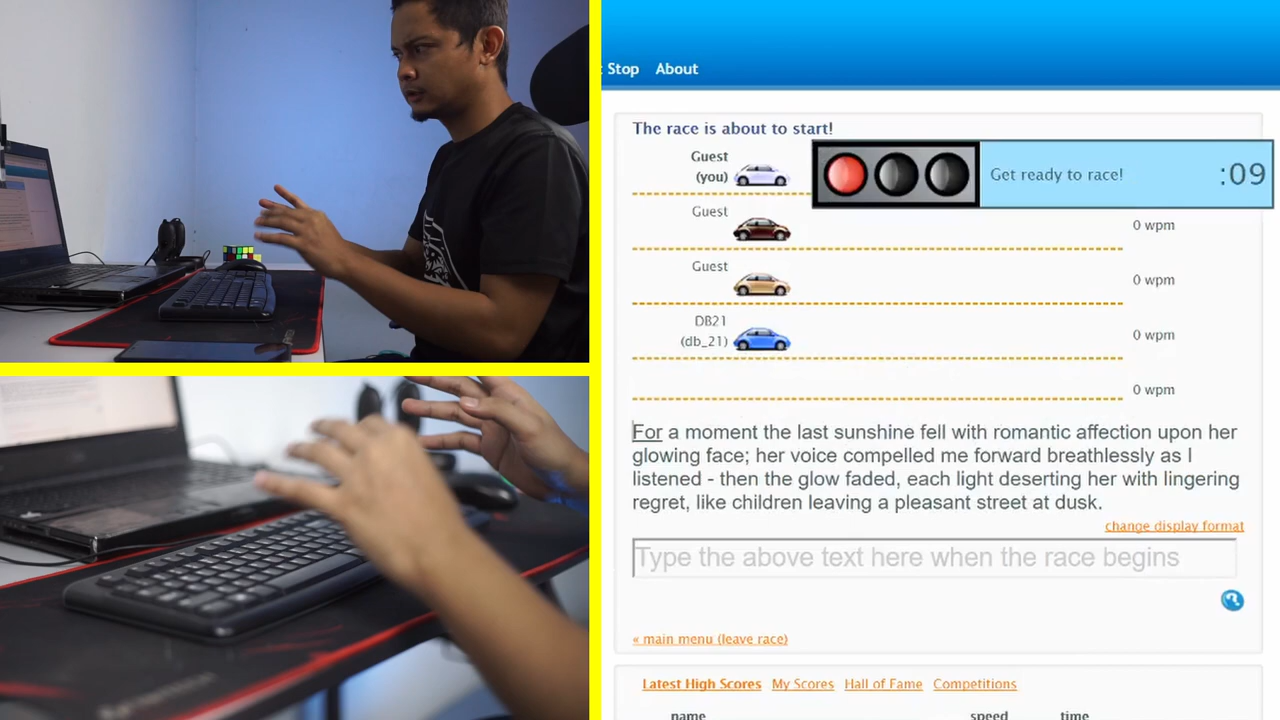 Stop About
The race is about to start!
Guest
(you)
Get ready to race! :09
Guest
0 wpm
Guest
0 wpm
DB21
(db_21)
0 wpm
0 wpm
For a moment the last sunshine fell with romantic affection upon her
glowing face; her voice compelled me forward breathlessly as I
listened - then the glow faded, each light deserting her with lingering
regret, like children leaving a pleasant street at dusk.
change display format
Type the above text here when the race begins
« main menu (leave race)
Latest High Scores My Scores Hall of Fame Competitions
name speed time